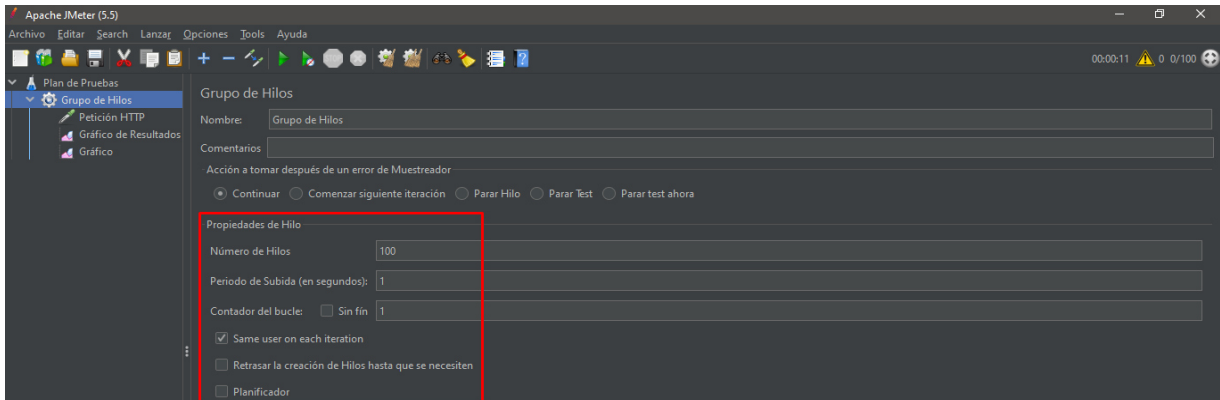 Apache JMeter (5.5)
Archivo Editar Search Lanzar Opciones Tools Ayuda
00:00:11 0 0/100
Plan de Pruebas
Grupo de Hilos
Petición HTTP
Gráfico de Resultados
Gráfico
Grupo de Hilos
Nombre: Grupo de Hilos
Comentarios
Acción a tomar después de un error de Muestreador
Continuar Comenzar siguiente iteración Parar Hilo Parar Test Parar test ahora
Propiedades de Hilo
Número de Hilos 100
Periodo de Subida (en segundos): 1
Contador del bucle: Sin fín 1
Same user on each iteration
Retrasar la creación de Hilos hasta que se necesiten
Planificador